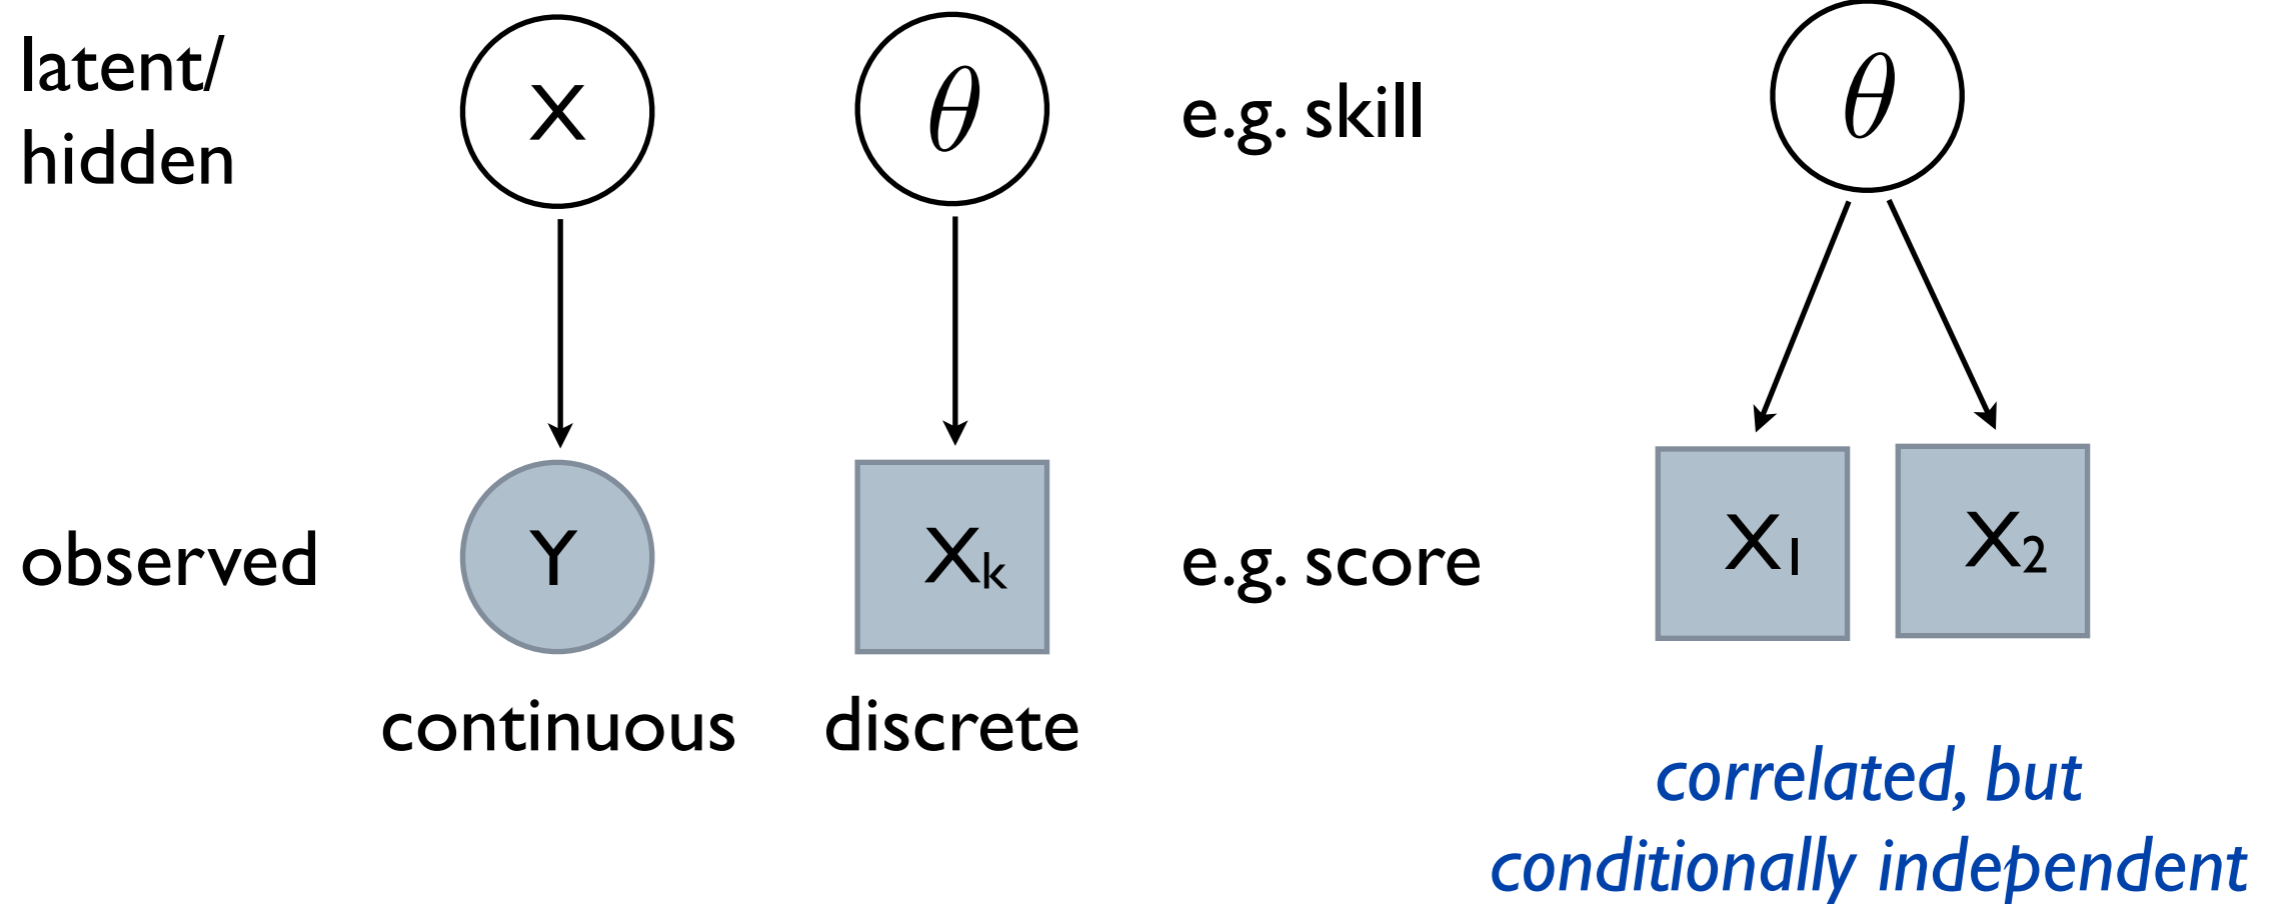 latent/
hidden
X
θ
e.g. skill
θ
observed
Y
Xk
e.g. score
X1
X2
continuous
discrete
correlated, but
conditionally independent